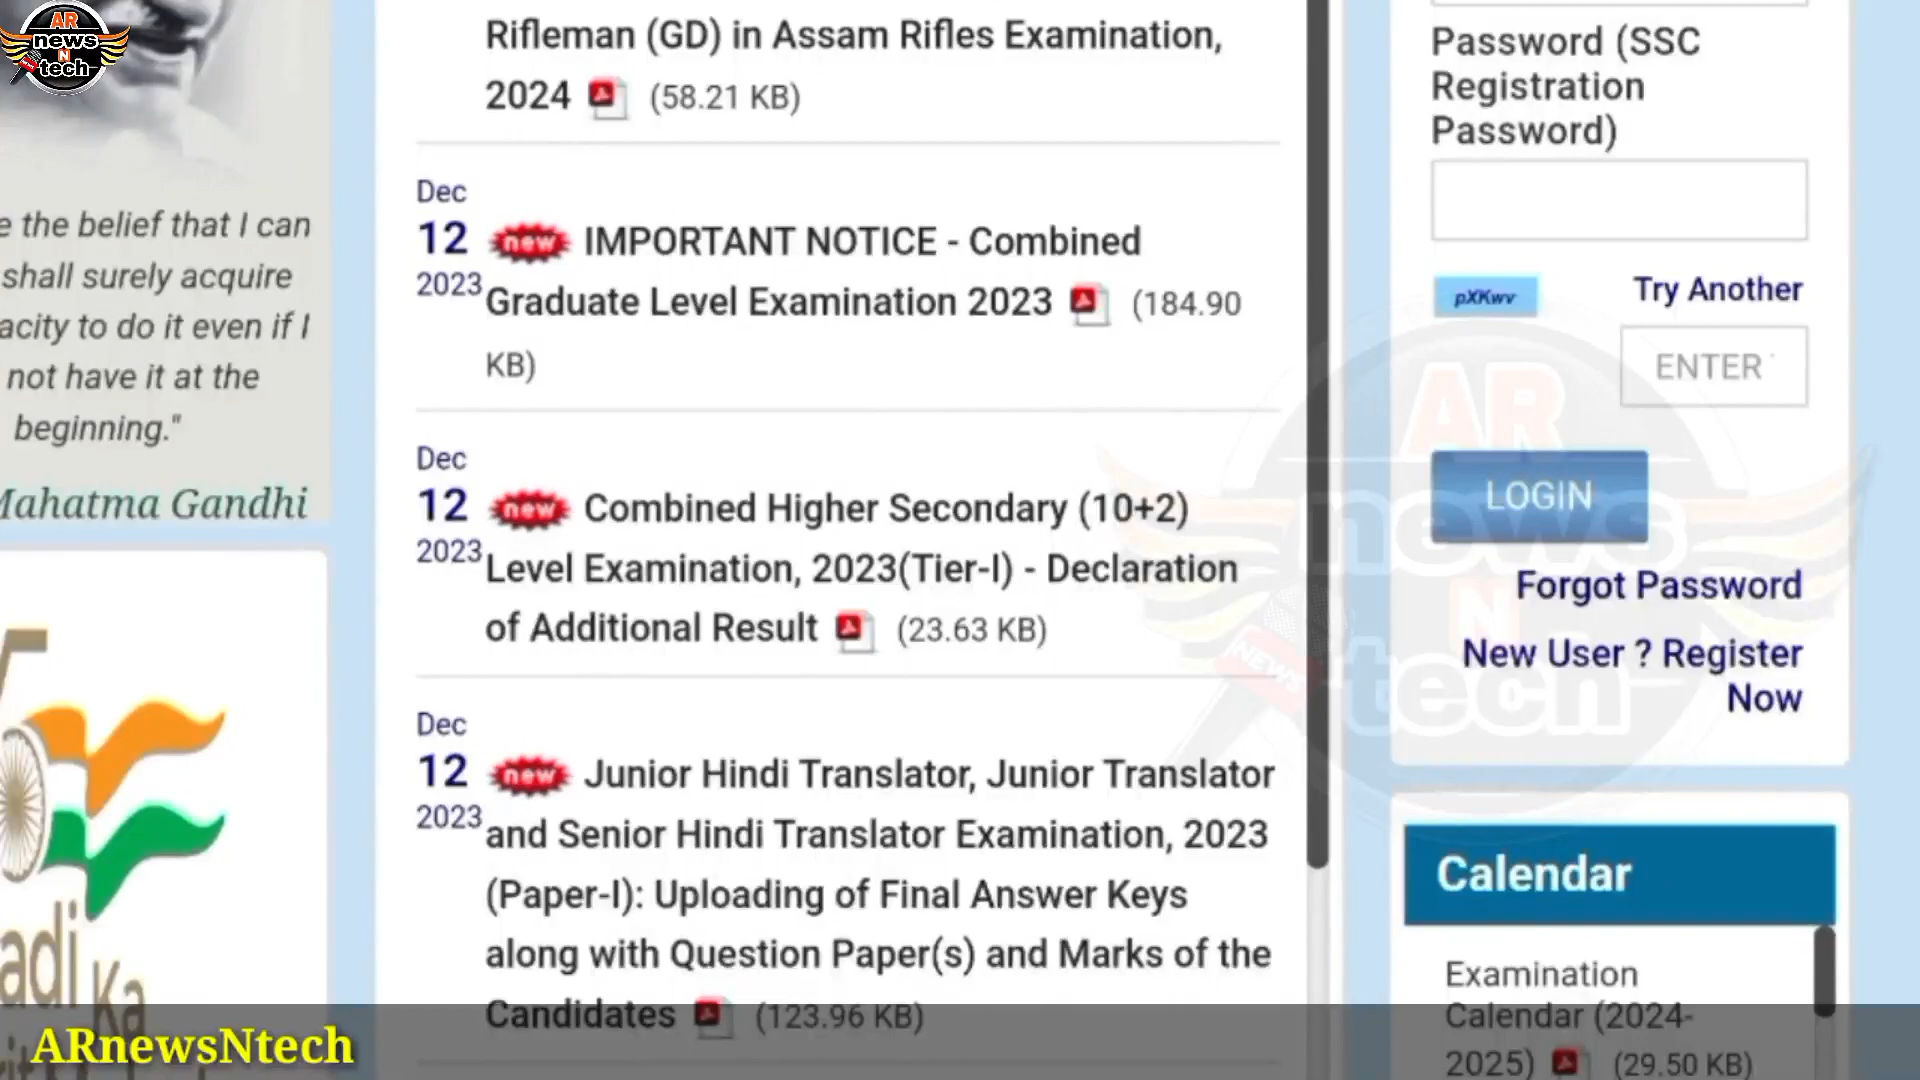 AR
news
N
tech
e the belief that I can
shall surely acquire
acity to do it even if I
not have it at the
beginning."
Mahatma Gandhi
adi
Ka
Rifleman (GD) in Assam Rifles Examination,
2024 (58.21 KB)
Dec
12
2023
new IMPORTANT NOTICE - Combined
Graduate Level Examination 2023 (184.90
KB)
Dec
12
2023
new Combined Higher Secondary (10+2)
Level Examination, 2023(Tier-I) - Declaration
of Additional Result (23.63 KB)
Dec
12
2023
new Junior Hindi Translator, Junior Translator
and Senior Hindi Translator Examination, 2023
(Paper-I): Uploading of Final Answer Keys
along with Question Paper(s) and Marks of the
Candidates (123.96 KB)
Password (SSC
Registration
Password)
pXKwv
Try Another
ENTER
LOGIN
Forgot Password
New User ? Register
Now
AR
news
N
NEWS
tech
Calendar
Examination
Calendar (2024-
2025) (29.50 KB)
ARnewsNtech